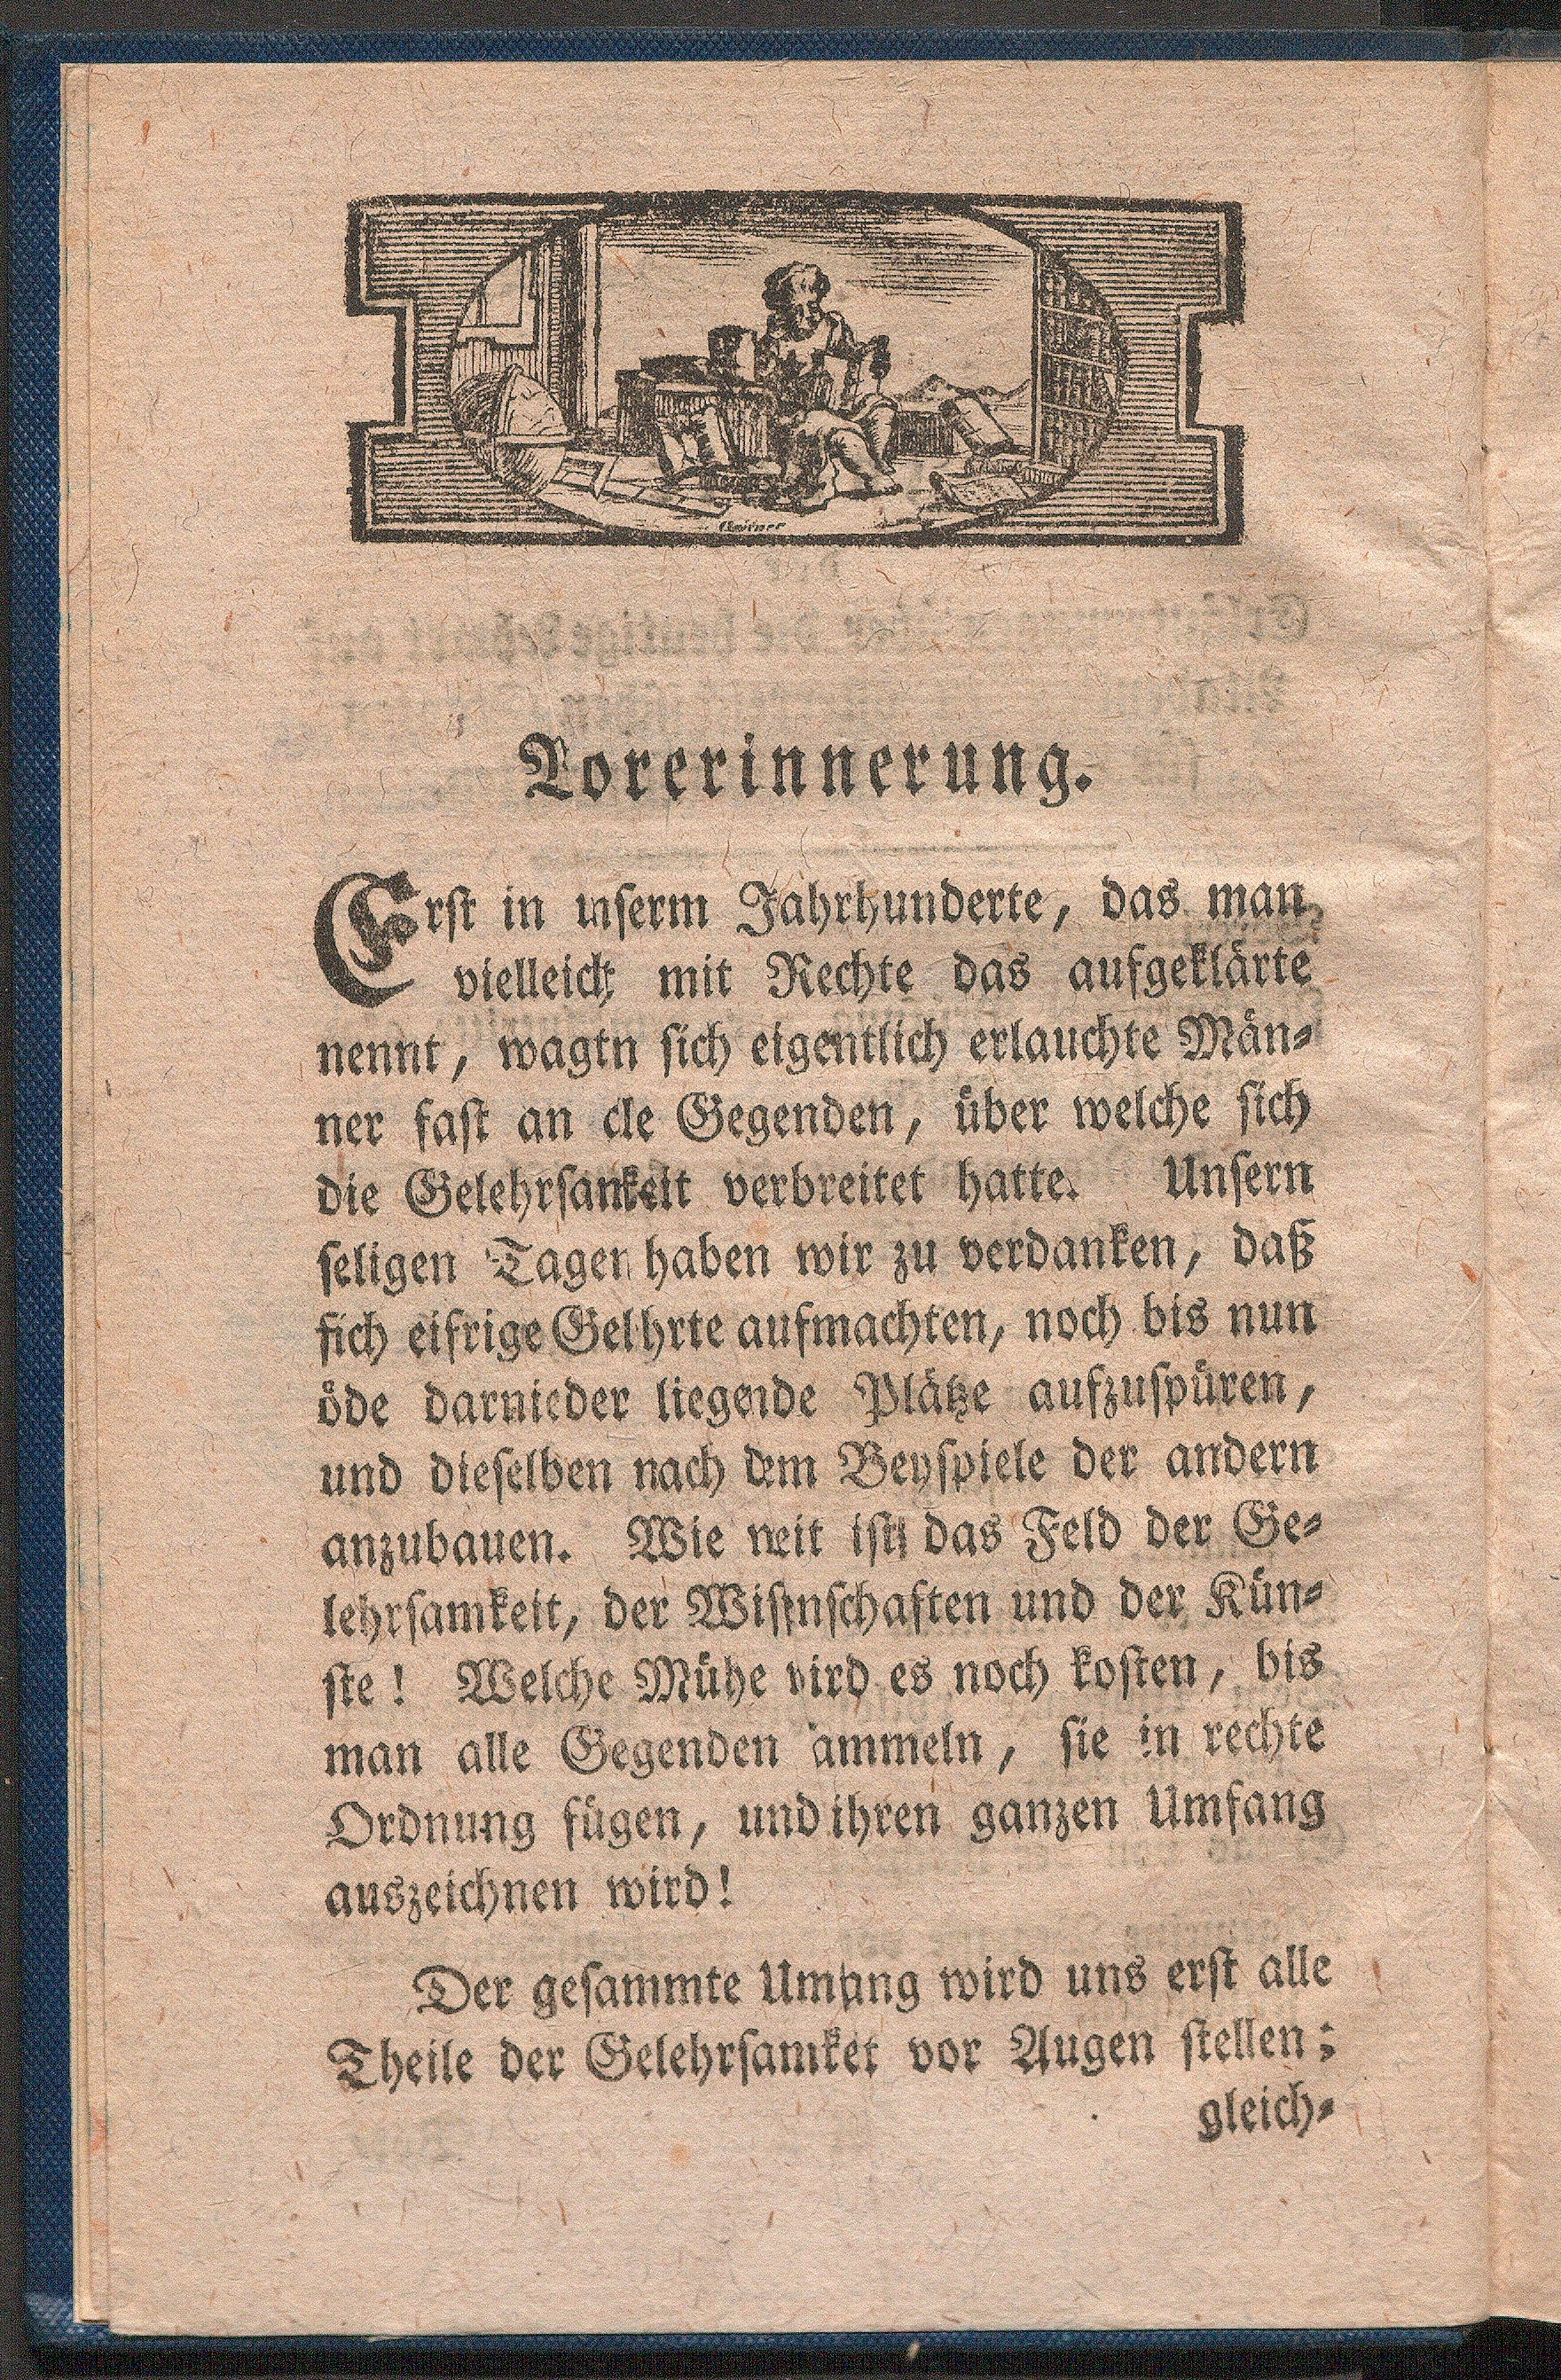 Vorerinnerung.
Erst in unserm Jahrhunderte, das man
vielleicht mit Rechte das aufgeklärte
nennt, wagtn sich eigentlich erlauchte Män-
ner fast an alle Gegenden, über welche sich
die Gelehrsamkeit verbreitet hatte. Unsern
seligen Tagen haben wir zu verdanken, daß
sich eifrige Gelehrte aufmachten, noch bis nun
öde darnieder liegende Plätze aufzuspüren,
und dieselben nach dem Beyspiele der andern
anzubauen. Wie weit ist das Feld der Ge-
lehrsamkeit, der Wissenschaften und der Kün-
ste! Welche Mühe wird es noch kosten, bis
man alle Gegenden sammeln, sie in rechte
Ordnung fügen, und ihren ganzen Umfang
auszeichnen wird!
Der gesammte Umfang wird uns erst alle
Theile der Gelehrsamket vor Augen stellen;
gleich-